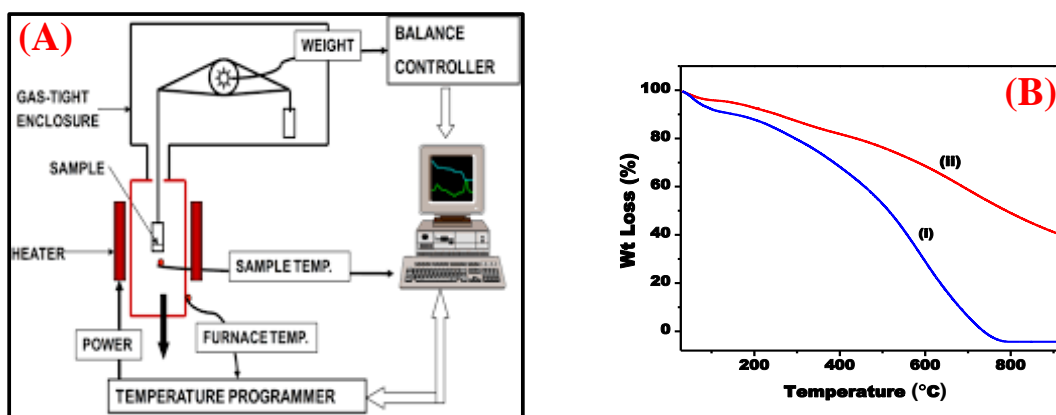 (A)
WEIGHT
BALANCE
CONTROLLER
GAS-TIGHT
ENCLOSURE
SAMPLE
HEATER
SAMPLE TEMP.
POWER
FURNACE TEMP.
TEMPERATURE PROGRAMMER
(B)
100
80
60
40
20
0
Wt Loss (%)
(II)
(I)
200
400
600
800
Temperature (°C)